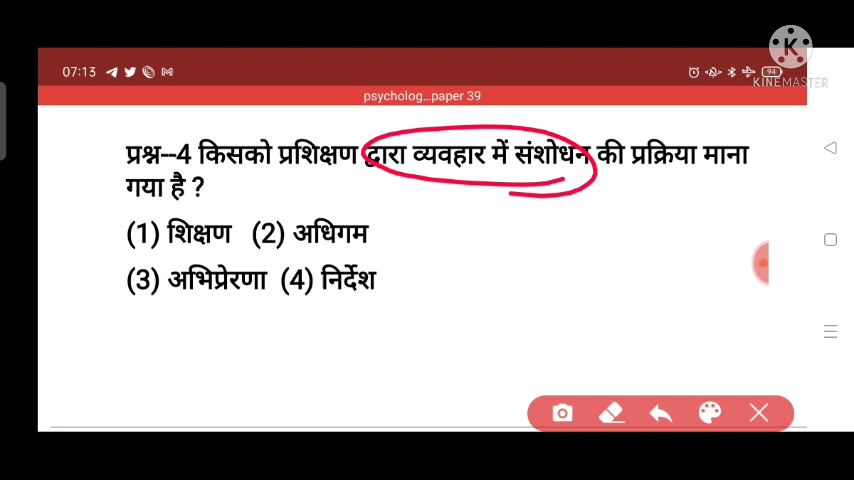 07:13
94
K
KINEMASTER
psycholog...paper 39
प्रश्न--4 किसको प्रशिक्षण द्वारा व्यवहार में संशोधन की प्रक्रिया माना
गया है ?
(1) शिक्षण (2) अधिगम
(3) अभिप्रेरणा (4) निर्देश